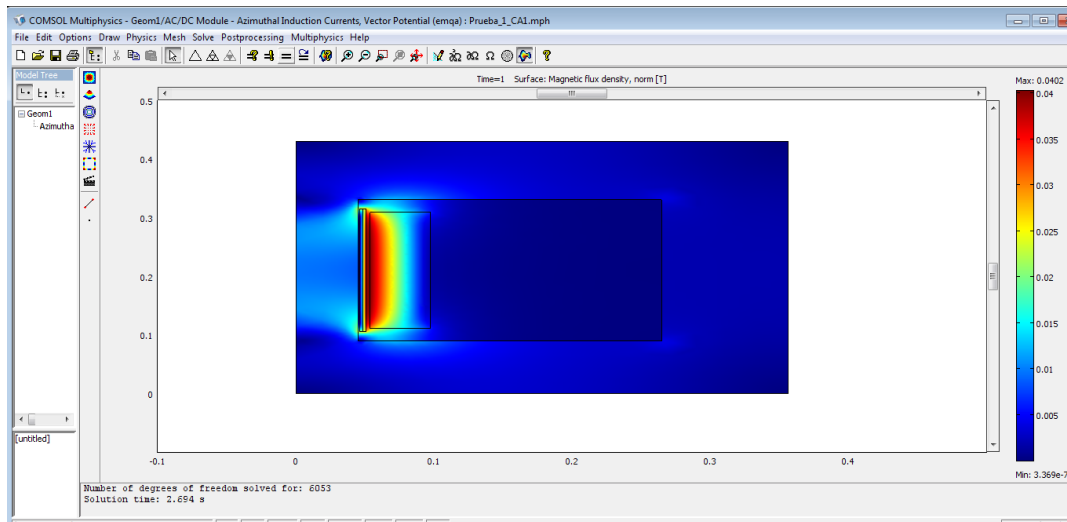 COMSOL Multiphysics - Geom1/AC/DC Module - Azimuthal Induction Currents, Vector Potential (emqa) : Prueba_1_CA1.mph
File Edit Options Draw Physics Mesh Solve Postprocessing Multiphysics Help
Model Tree
Geom1
Azimutha
[untitled]
Time=1 Surface: Magnetic flux density, norm [T]
Max: 0.0402
0.5
0.4
0.3
0.2
0.1
0
-0.1
0
0.1
0.2
0.3
0.4
0.04
0.035
0.03
0.025
0.02
0.015
0.01
0.005
Min: 3.369e-7
Number of degrees of freedom solved for: 6053
Solution time: 2.694 s